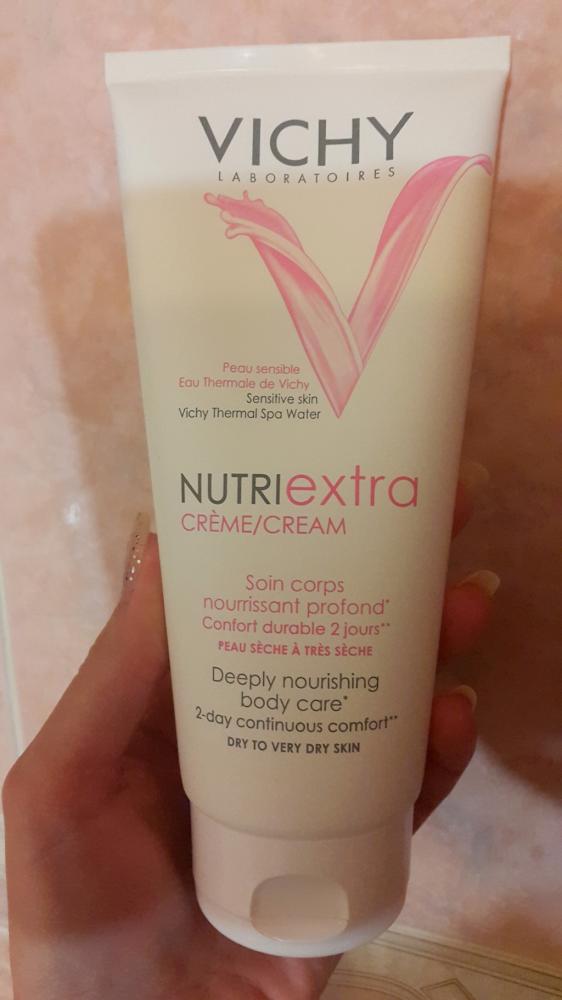 VICHY
LABORATOIRES
Peau sensible
Eau Thermale de Vichy
Sensitive skin
Vichy Thermal Spa Water
NUTRIextra
CRÈME/CREAM
Soin corps
nourrissant profond*
Confort durable 2 jours**
PEAU SÈCHE À TRÈS SÈCHE
Deeply nourishing
body care*
2-day continuous comfort**
DRY TO VERY DRY SKIN